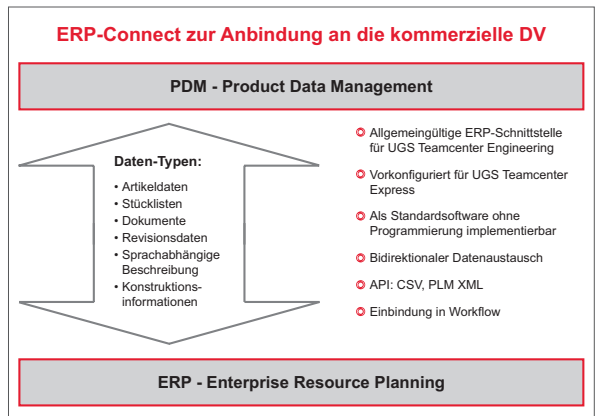 ERP-Connect zur Anbindung an die kommerzielle DV
PDM - Product Data Management
Daten-Typen:
• Artikeldaten
• Stücklisten
• Dokumente
• Revisionsdaten
• Sprachabhängige
Beschreibung
• Konstruktions-
informationen
Allgemeingültige ERP-Schnittstelle
für UGS Teamcenter Engineering
Vorkonfiguriert für UGS Teamcenter
Express
Als Standardsoftware ohne
Programmierung implementierbar
Bidirektionaler Datenaustausch
API: CSV, PLM XML
Einbindung in Workflow
ERP - Enterprise Resource Planning